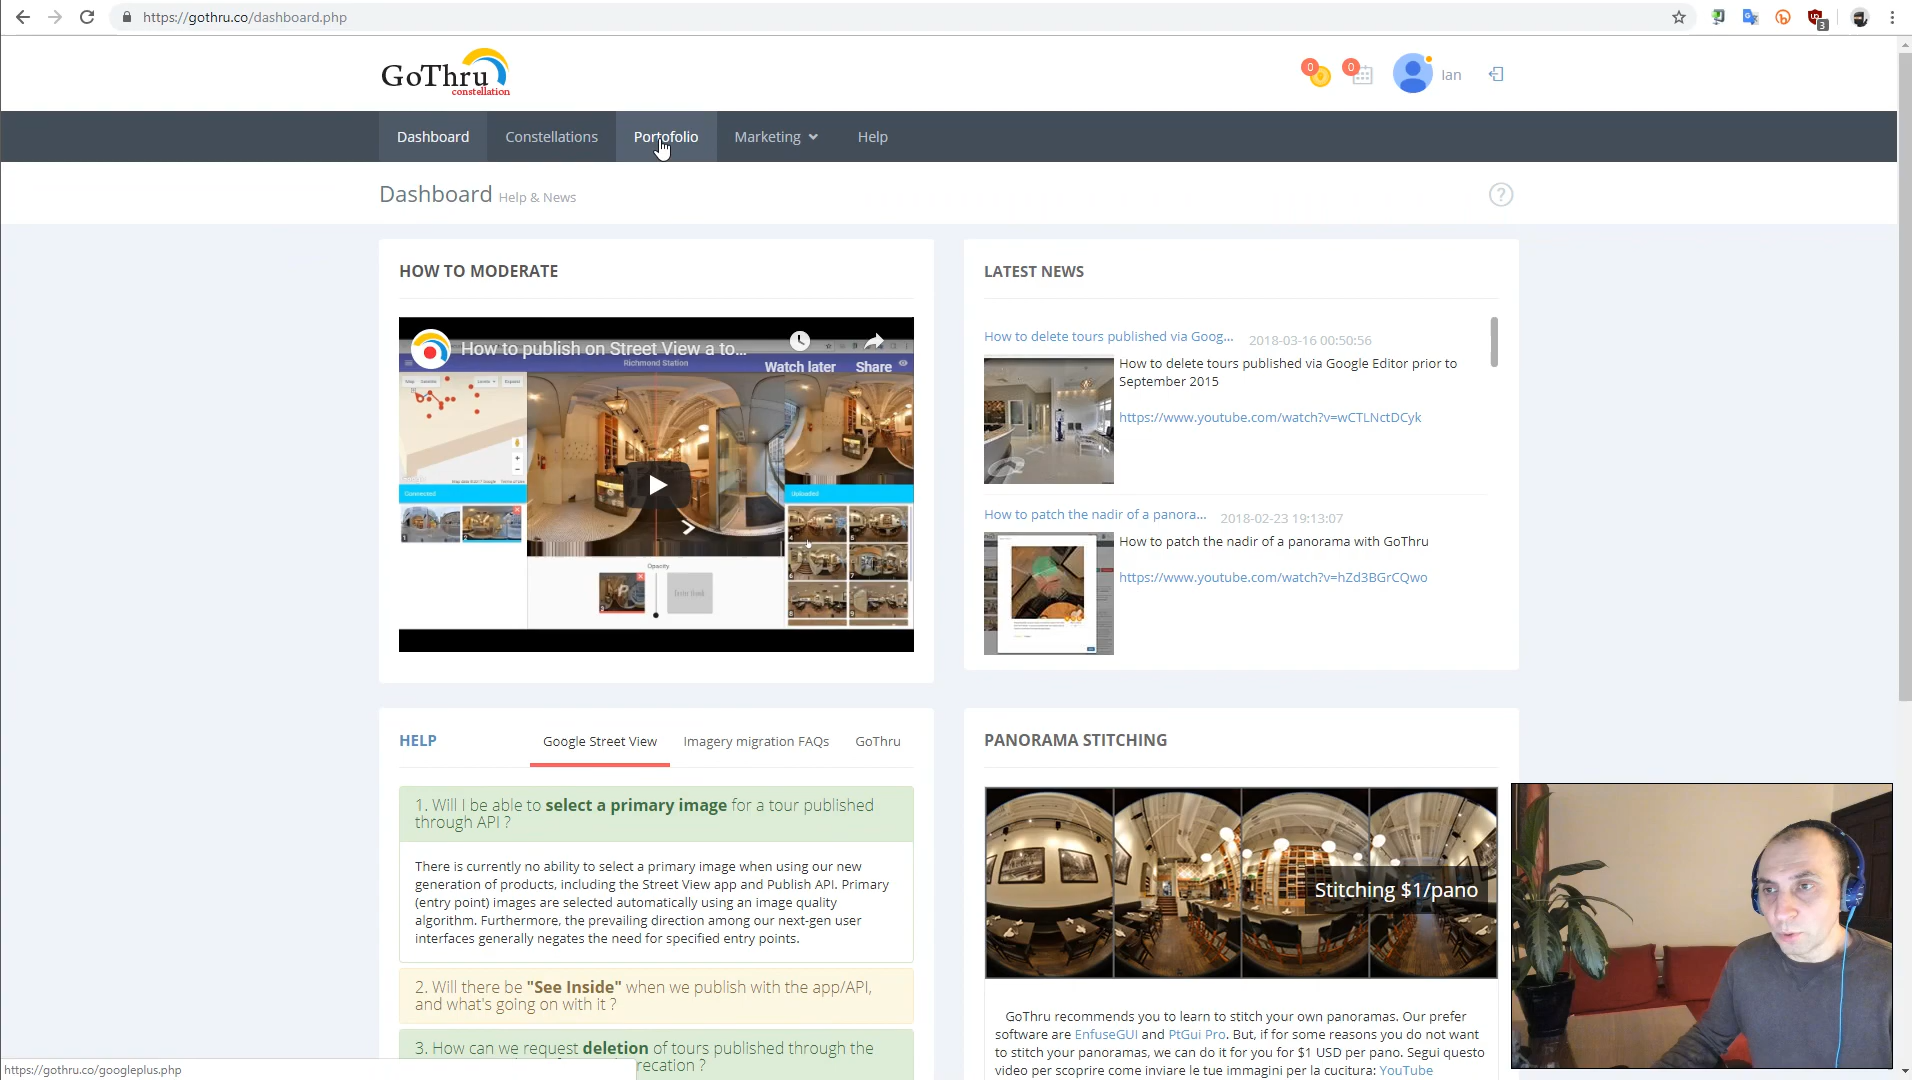 https://gothru.co/dashboard.php
3
GoThru
constellation
0
0
Ian
Dashboard
Constellations
Portofolio
Marketing
Help
Dashboard Help & News
?
HOW TO MODERATE
How to publish on Street View a to...
Richmond Station
Watch later
Share
Connected
Uploaded
Opacity
LATEST NEWS
How to delete tours published via Goog... 2018-03-16 00:50:56
How to delete tours published via Google Editor prior to
September 2015
https://www.youtube.com/watch?v=wCTLNctDCyk
How to patch the nadir of a panora... 2018-02-23 19:13:07
How to patch the nadir of a panorama with GoThru
https://www.youtube.com/watch?v=hZd3BGrCQwo
HELP
Google Street View
Imagery migration FAQs
GoThru
1. Will I be able to select a primary image for a tour published
through API ?
There is currently no ability to select a primary image when using our new
generation of products, including the Street View app and Publish API. Primary
(entry point) images are selected automatically using an image quality
algorithm. Furthermore, the prevailing direction among our next-gen user
interfaces generally negates the need for specified entry points.
2. Will there be "See Inside" when we publish with the app/API,
and what's going on with it ?
3. How can we request deletion of tours published through the
recation ?
PANORAMA STITCHING
Stitching $1/pano
GoThru recommends you to learn to stitch your own panoramas. Our prefer
software are EnfuseGUI and PtGui Pro. But, if for some reasons you do not want
to stitch your panoramas, we can do it for you for $1 USD per pano. Segui questo
video per scoprire come inviare le tue immagini per la cucitura: YouTube
https://gothru.co/googleplus.php